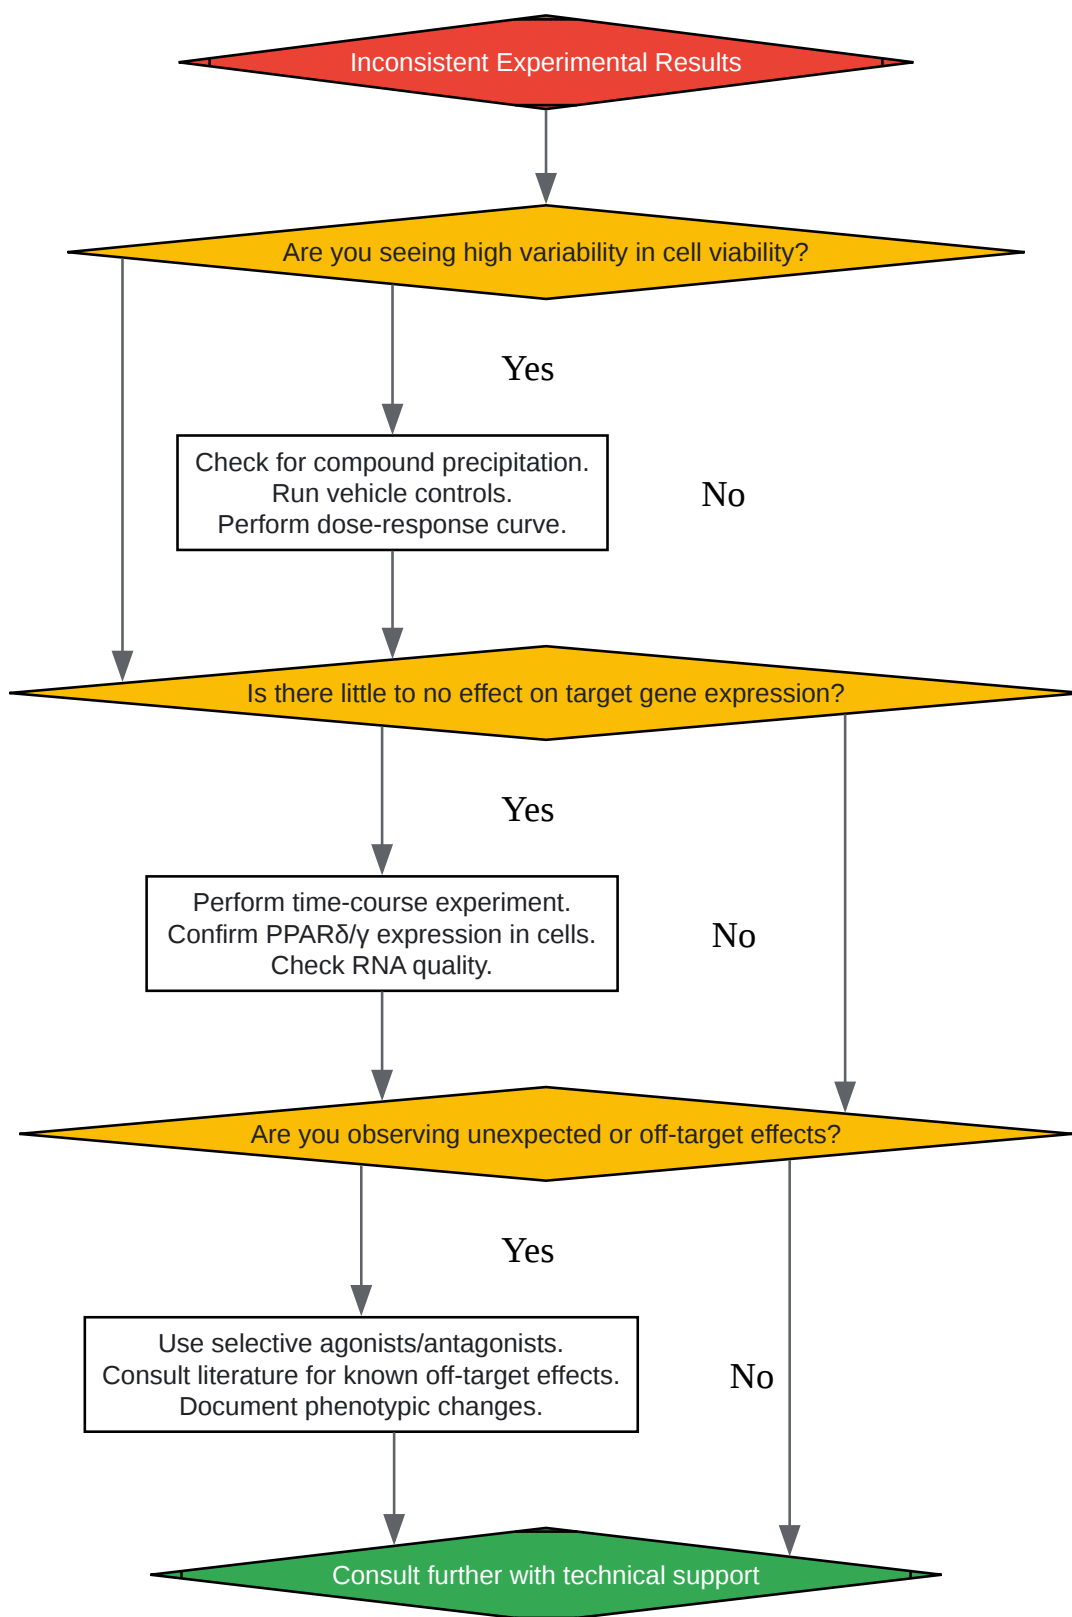 Inconsistent Experimental Results
Are you seeing high variability in cell viability?
Yes
Check for compound precipitation.
Run vehicle controls.
Perform dose-response curve.
No
Is there little to no effect on target gene expression?
Yes
Perform time-course experiment.
Confirm PPARδ/γ expression in cells.
Check RNA quality.
No
Are you observing unexpected or off-target effects?
Yes
Use selective agonists/antagonists.
Consult literature for known off-target effects.
Document phenotypic changes.
No
Consult further with technical support